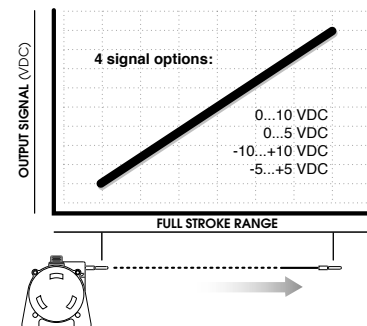 OUTPUT SIGNAL (VDC)
4 signal options:
0...10 VDC
0...5 VDC
-10...+10 VDC
-5...+5 VDC
FULL STROKE RANGE